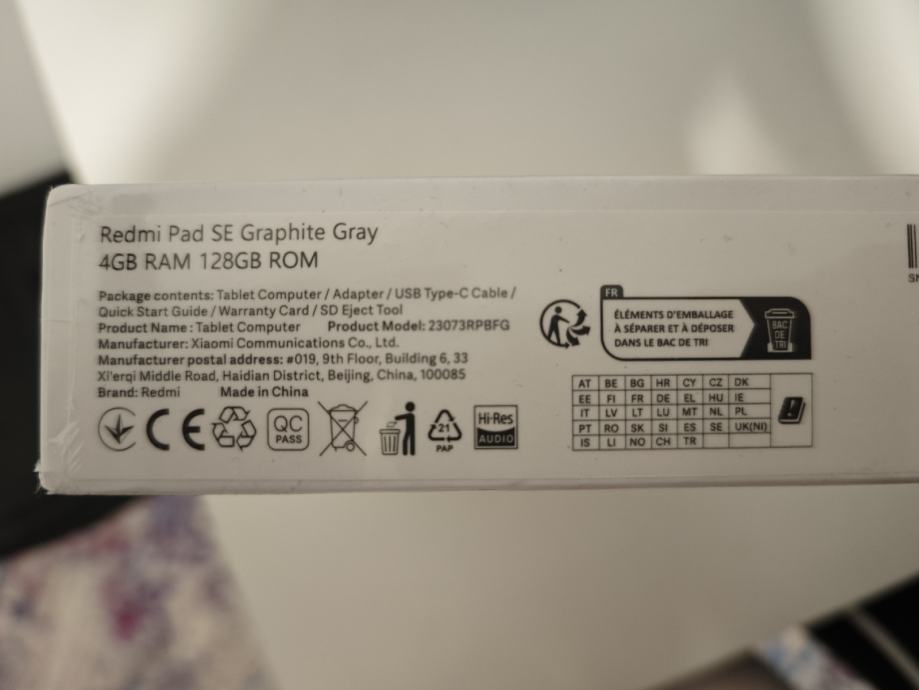 Redmi Pad SE Graphite Gray
4GB RAM 128GB ROM
Package contents: Tablet Computer / Adapter / USB Type-C Cable /
Quick Start Guide / Warranty Card / SD Eject Tool
Product Name: Tablet Computer Product Model: 23073RPBFG
Manufacturer: Xiaomi Communications Co., Ltd.
Manufacturer postal address: #019, 9th Floor, Building 6, 33
Xi'erqi Middle Road, Haidian District, Beijing, China, 100085
Brand: Redmi Made in China
CE
QC
PASS
21
PAP
Hi-Res
AUDIO
FR
ÉLÉMENTS D'EMBALLAGE
À SÉPARER ET À DÉPOSER
DANS LE BAC DE TRI
BAC
DE
TRI
AT BE BG HR CY CZ DK
EE FI FR DE EL HU IE
IT LV LT LU MT NL PL
PT RO SK SI ES SE UK(NI)
IS LI NO CH TR